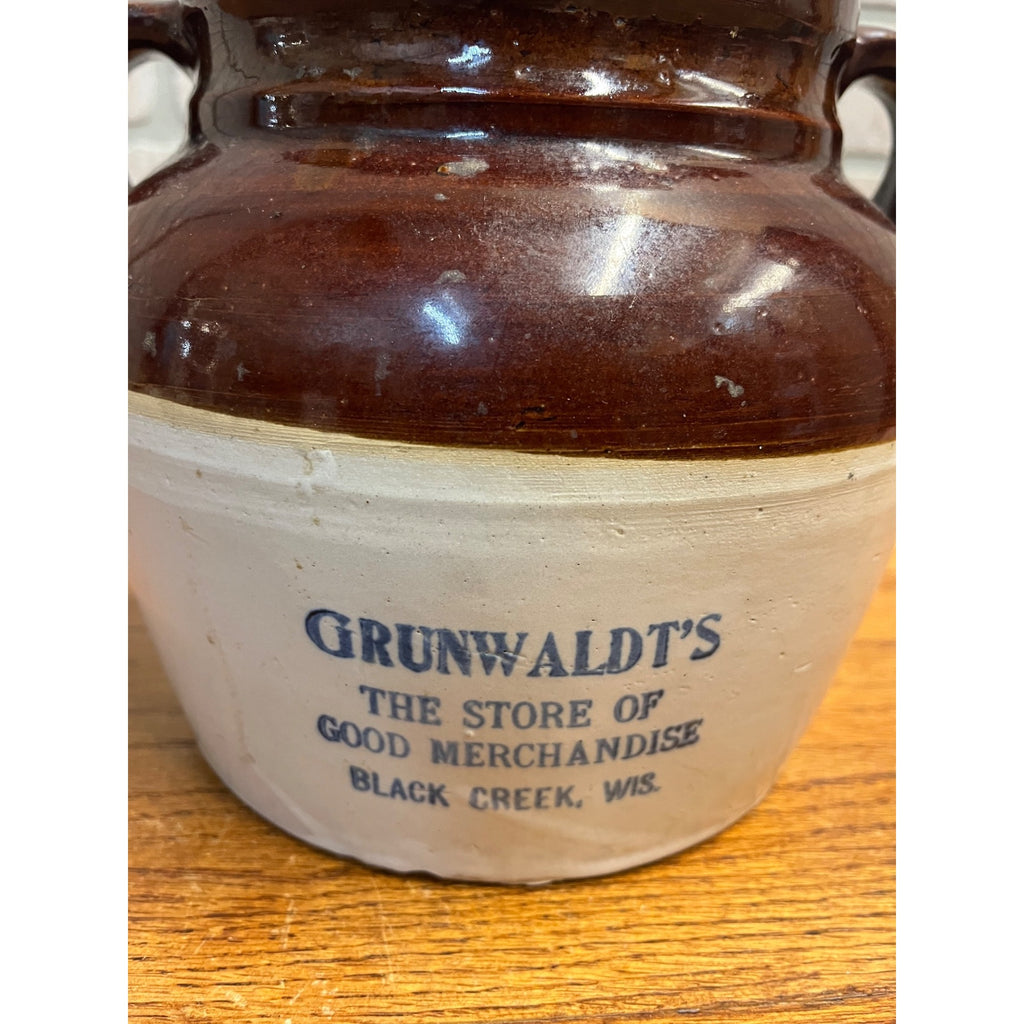 GRUNWALDT'S
THE STORE OF
GOOD MERCHANDISE
BLACK CREEK, WIS.